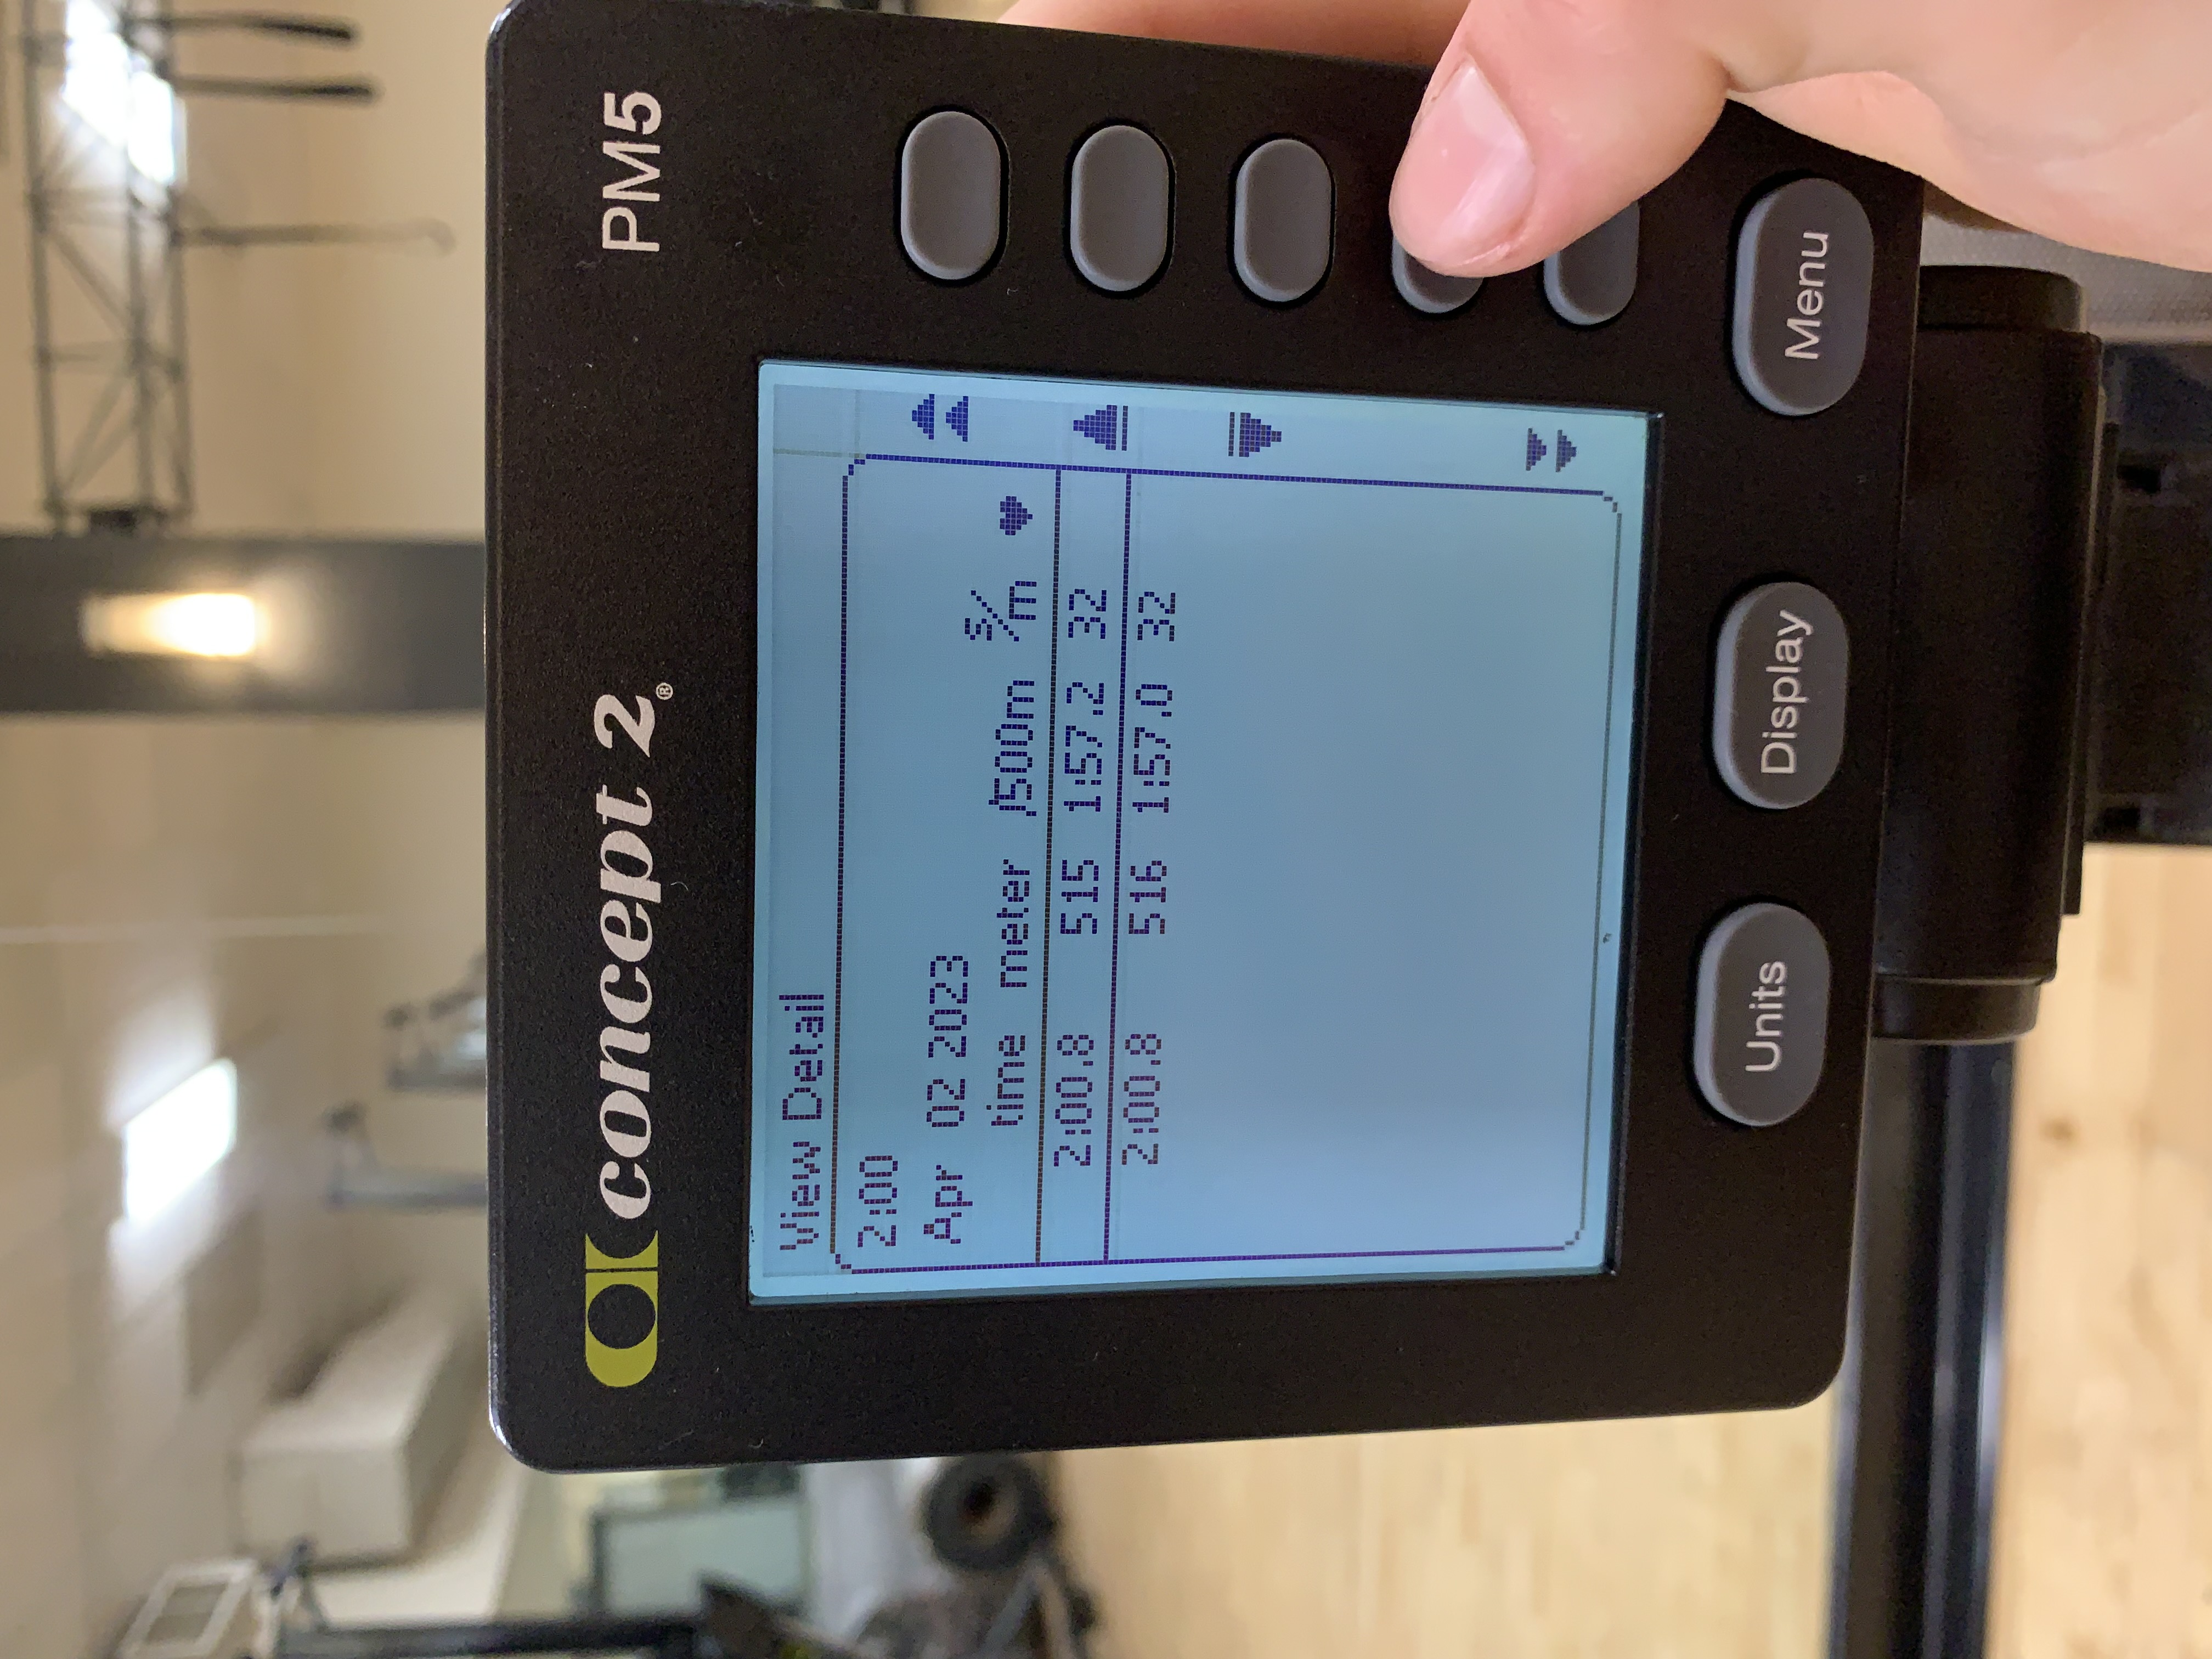 concept 2®
PM5
View Detail
2:00
Apr 02 2023
time meter /500m s/m ♥
2:00.8 515 1:57.2 32
2:00.8 516 1:57.0 32
Units Display Menu